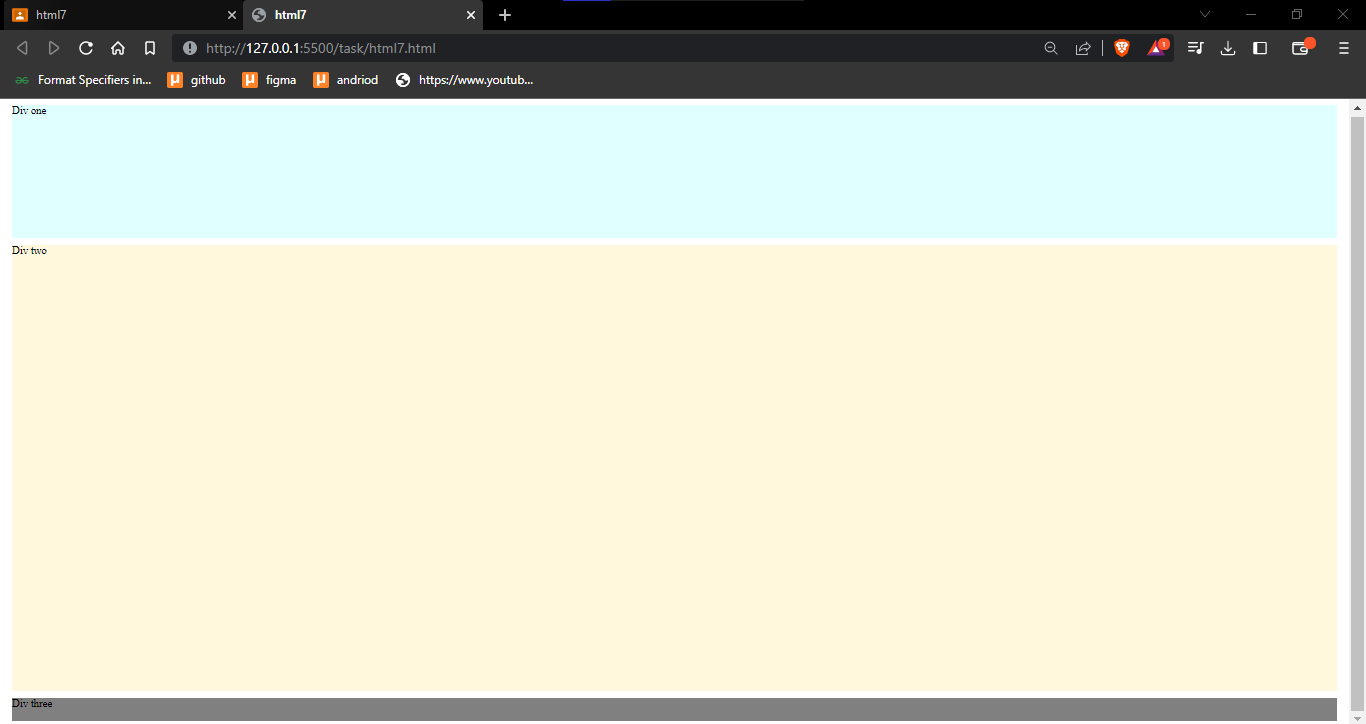 html7
html7
http://127.0.0.1:5500/task/html7.html
1
Format Specifiers in...
µ github
µ figma
µ andriod
https://www.youtub...
Div one
Div two
Div three